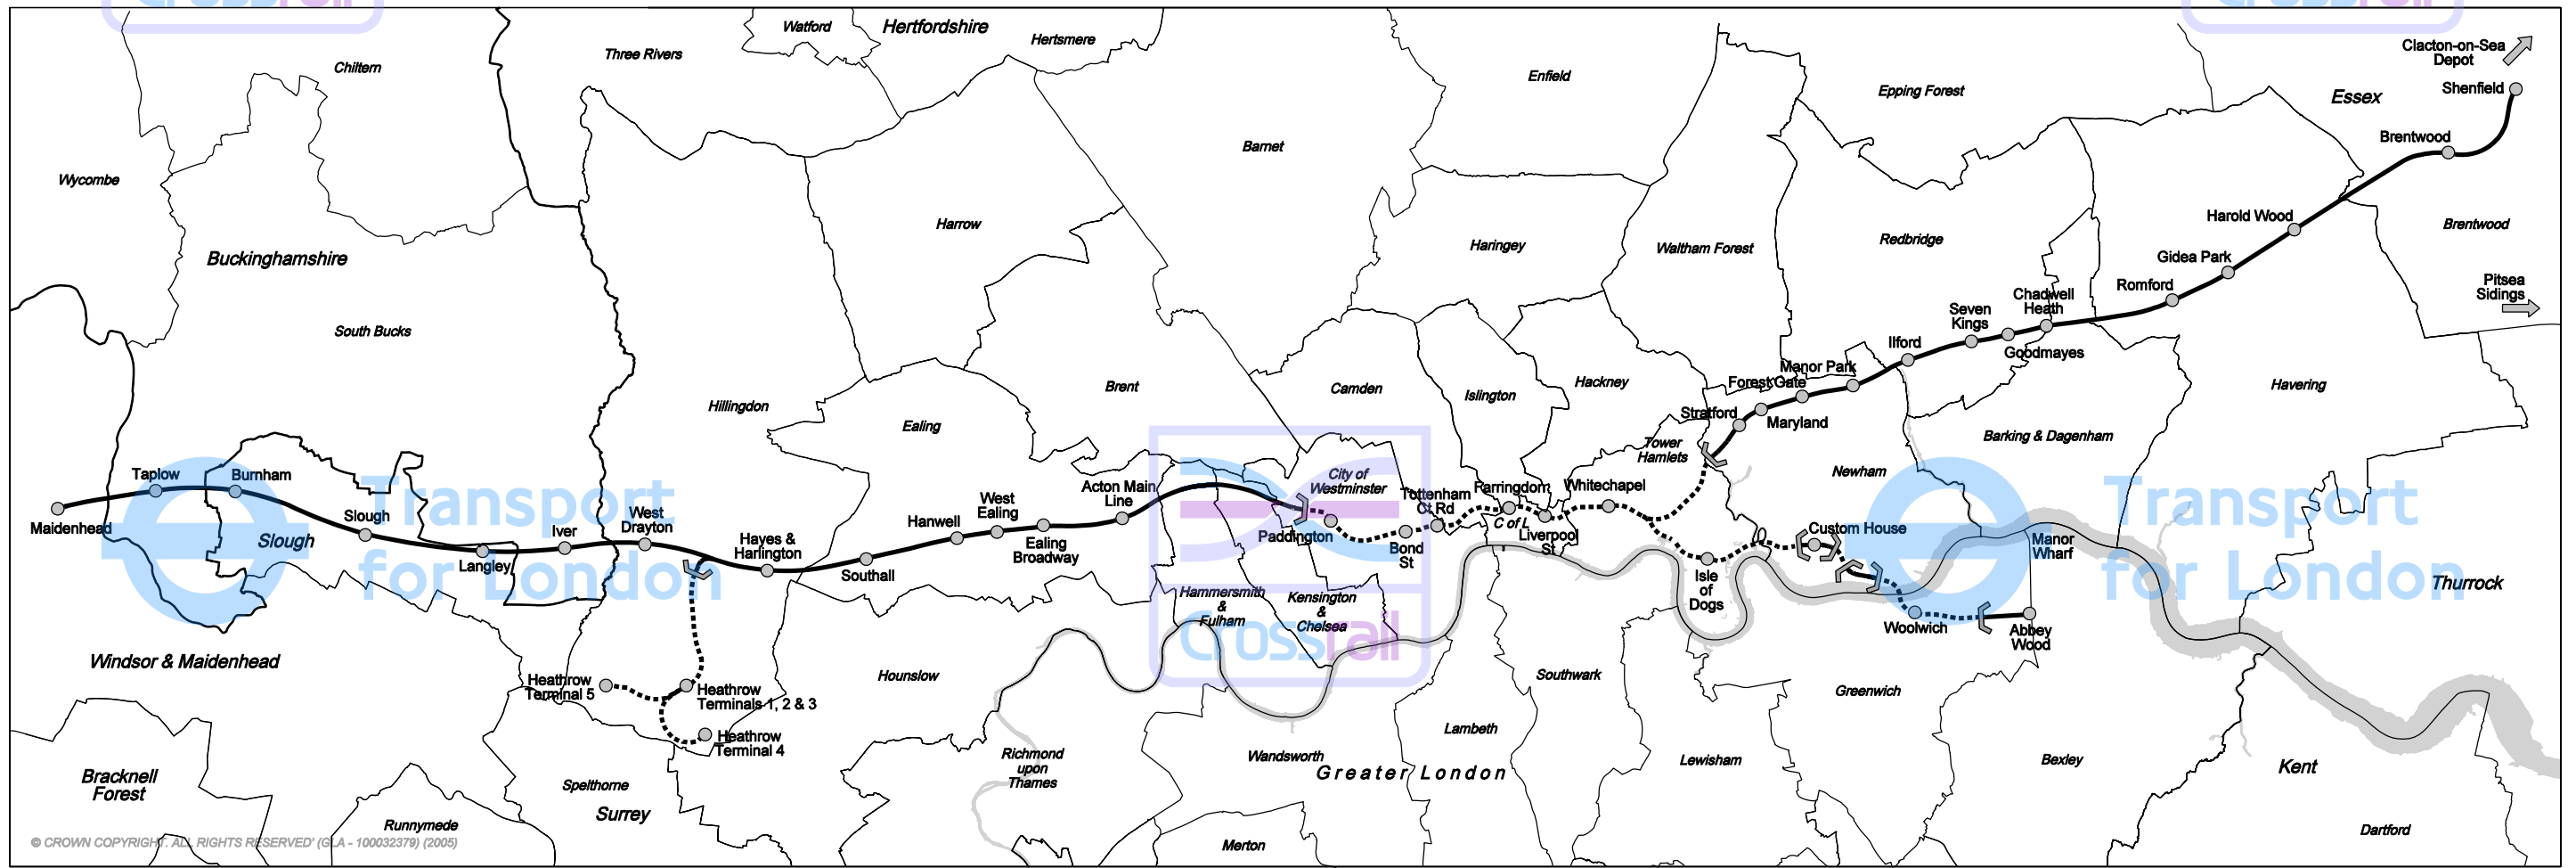 Crossrail
Crossrail
Watford
Hertfordshire
Hertsmere
Three Rivers
Chiltern
Enfield
Epping Forest
Essex
Clacton-on-Sea
Depot
Shenfield
Brentwood
Wycombe
Barnet
Harrow
Haringey
Waltham Forest
Redbridge
Harold Wood
Brentwood
Buckinghamshire
Gidea Park
Romford
Pitsea
Sidings
South Bucks
Chadwell
Heath
Seven
Kings
Goodmayes
Ilford
Manor Park
Forest Gate
Maryland
Stratford
Hillingdon
Ealing
Brent
Camden
Islington
Hackney
Tower
Hamlets
Newham
Barking & Dagenham
Havering
Taplow
Burnham
Maidenhead
Slough
Slough
Langley
Iver
West
Drayton
Hayes &
Harlington
Southall
Hanwell
West
Ealing
Ealing
Broadway
Acton Main
Line
City of
Westminster
Paddington
Bond
St
Tottenham
Ct Rd
Farringdon
C of L
Liverpool
St
Whitechapel
Isle
of
Dogs
Custom House
Manor
Wharf
Woolwich
Abbey
Wood
Transport
for London
Transport
for London
Crossrail
Thurrock
Hammersmith
&
Fulham
Kensington
&
Chelsea
Windsor & Maidenhead
Heathrow
Terminal 5
Heathrow
Terminals 1, 2 & 3
Heathrow
Terminal 4
Hounslow
Southwark
Greenwich
Lambeth
Richmond
upon
Thames
Wandsworth
Greater London
Lewisham
Bexley
Kent
Bracknell
Forest
Spelthorne
Surrey
Runnymede
Merton
Dartford
© CROWN COPYRIGHT. ALL RIGHTS RESERVED' (GLA - 100032379) (2005)